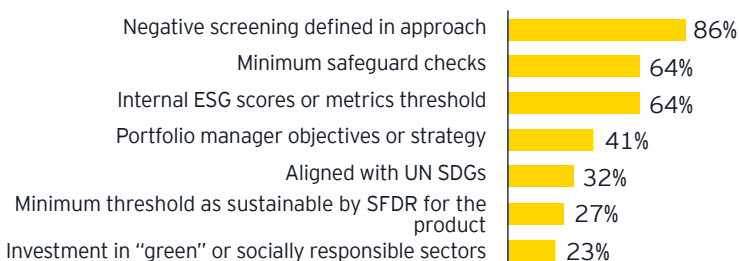 Negative screening defined in approach 86%
Minimum safeguard checks 64%
Internal ESG scores or metrics threshold 64%
Portfolio manager objectives or strategy 41%
Aligned with UN SDGs 32%
Minimum threshold as sustainable by SFDR for the
product 27%
Investment in “green” or socially responsible sectors 23%